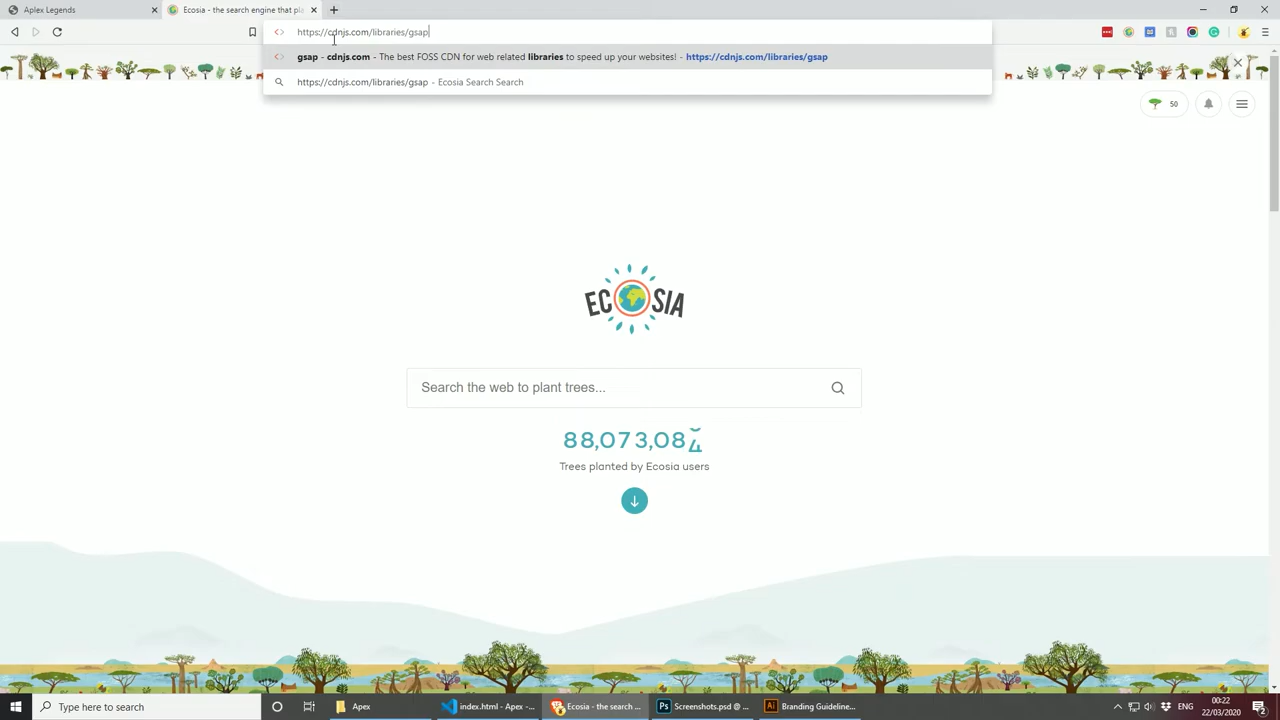 Aplex Legends
Ecosia - the search engine that pla
https://cdnjs.com/libraries/gsap
gsap - cdnjs.com - The best FOSS CDN for web related libraries to speed up your websites! - https://cdnjs.com/libraries/gsap
https://cdnjs.com/libraries/gsap - Ecosia Search Search
50
ECOSIA
Search the web to plant trees...
88,073,084
Trees planted by Ecosia users
Type here to search
Apex
index.html - Apex -...
Ecosia - the search ...
Screenshots.psd @ ...
Branding Guideline...
ENG
00:22
22/03/2020
2